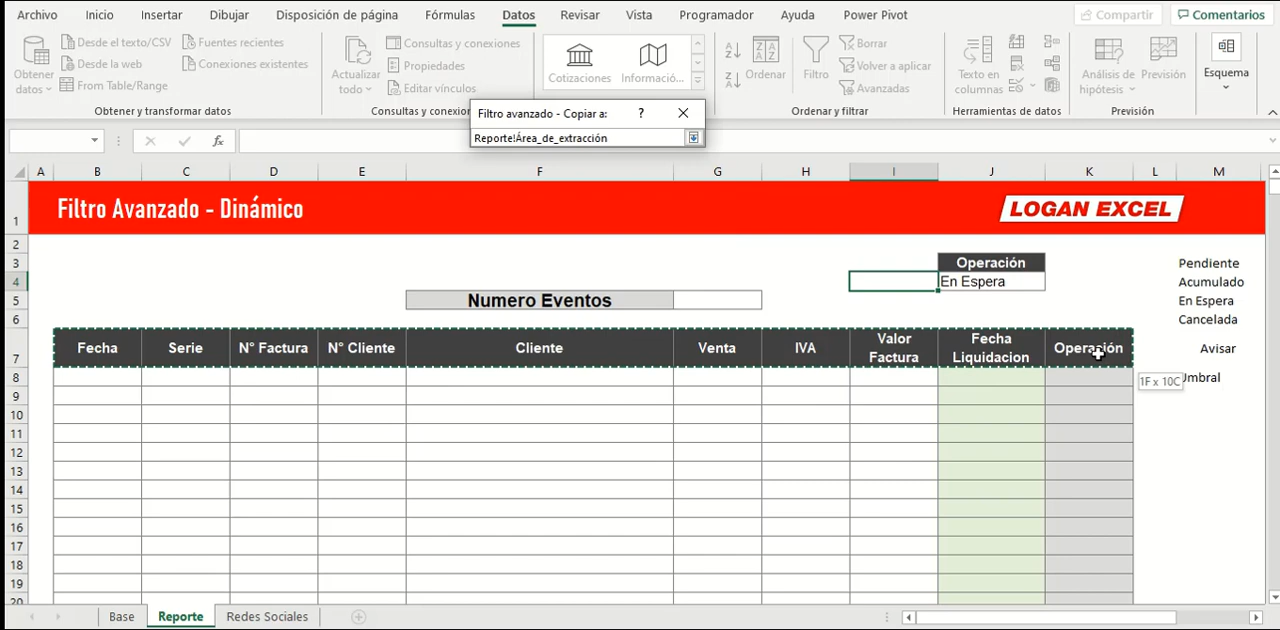 Archivo Inicio Insertar Dibujar Disposición de página Fórmulas Datos Revisar Vista Programador Ayuda Power Pivot Compartir Comentarios
Obtener datos
Desde el texto/CSV
Desde la web
From Table/Range
Fuentes recientes
Conexiones existentes
Obtener y transformar datos
Actualizar todo
Consultas y conexiones
Propiedades
Editar vínculos
Consultas y conexio
Cotizaciones Informació...
Ordenar
Filtro
Borrar
Volver a aplicar
Avanzadas
Ordenar y filtrar
Texto en columnas
Herramientas de datos
Análisis de hipótesis
Previsión
Previsión
Esquema
Filtro avanzado - Copiar a: ?
Reporte!Área_de_extracción
fx
A B C D E F G H I J K L M
1 Filtro Avanzado - Dinámico LOGAN EXCEL
2
3 Operación Pendiente
4 En Espera Acumulado
5 Numero Eventos En Espera
6 Cancelada
7 Fecha Serie N° Factura N° Cliente Cliente Venta IVA Valor Factura Fecha Liquidacion Operación Avisar
8 1F x 10C Umbral
9
10
11
12
13
14
15
16
17
18
19
20
Base Reporte Redes Sociales